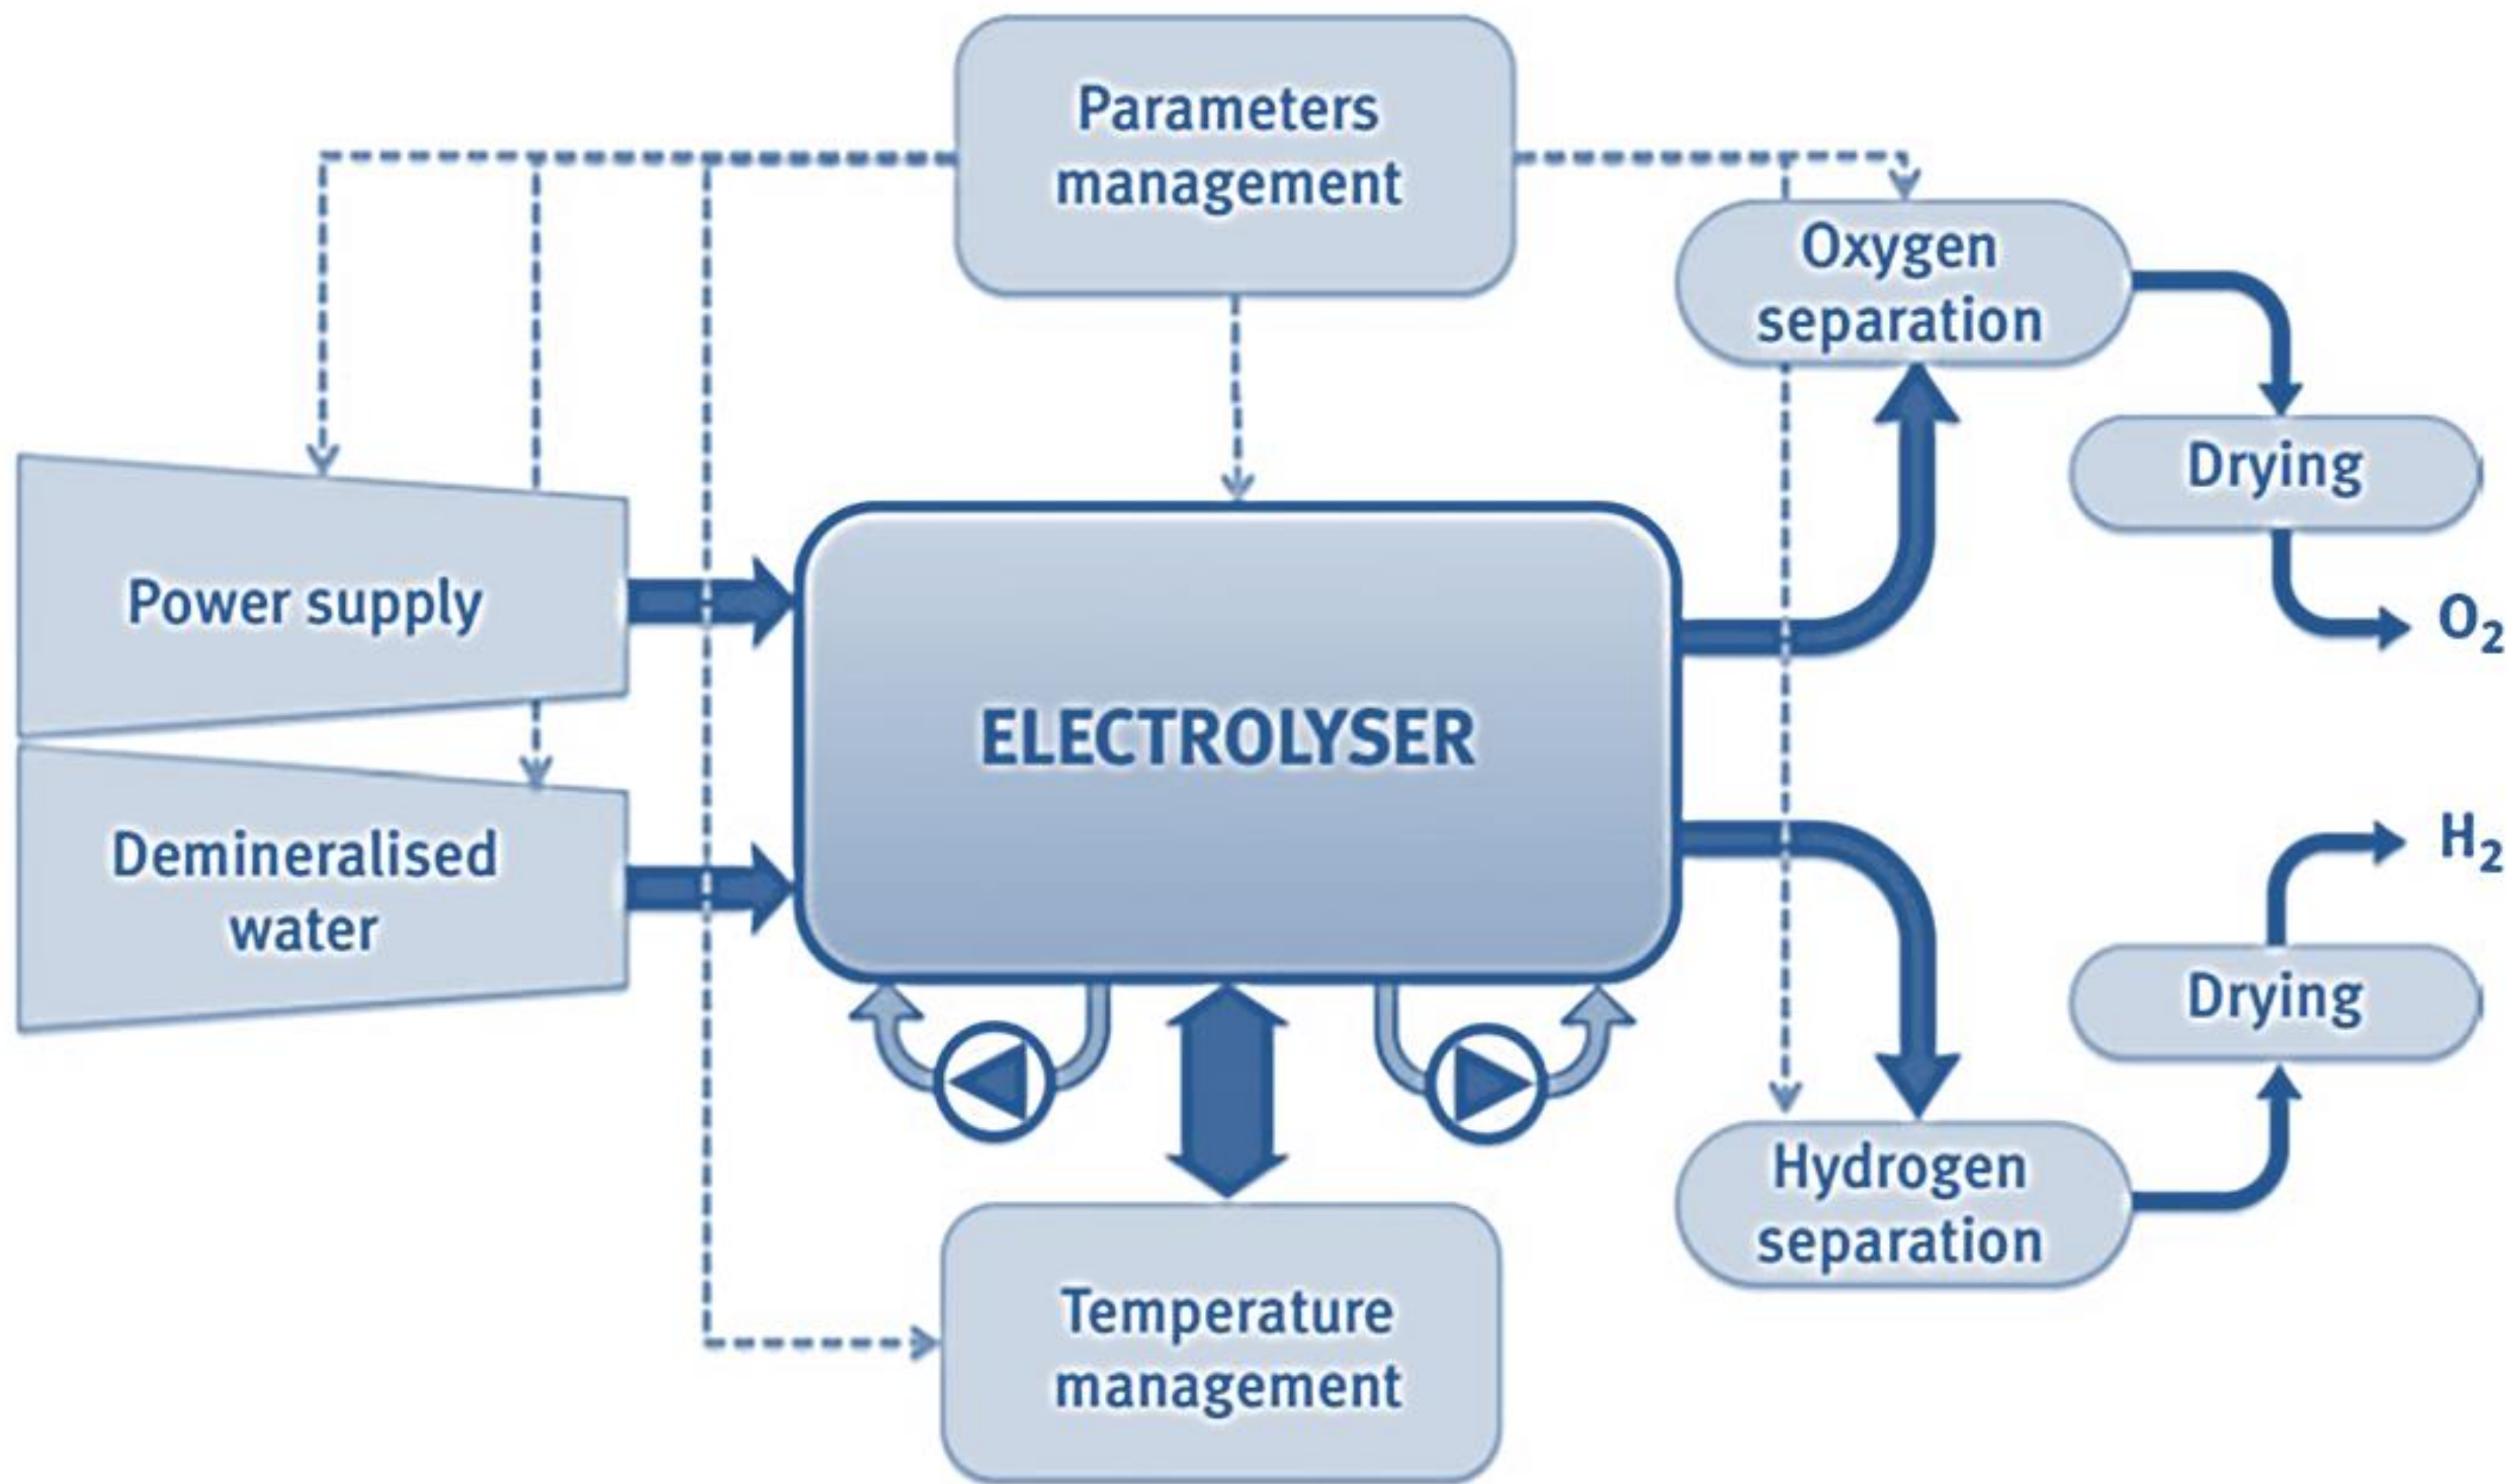 Parameters
management
Oxygen
separation
Drying
Power supply
O₂
ELECTROLYSER
Demineralised
water
H₂
Drying
Hydrogen
separation
Temperature
management